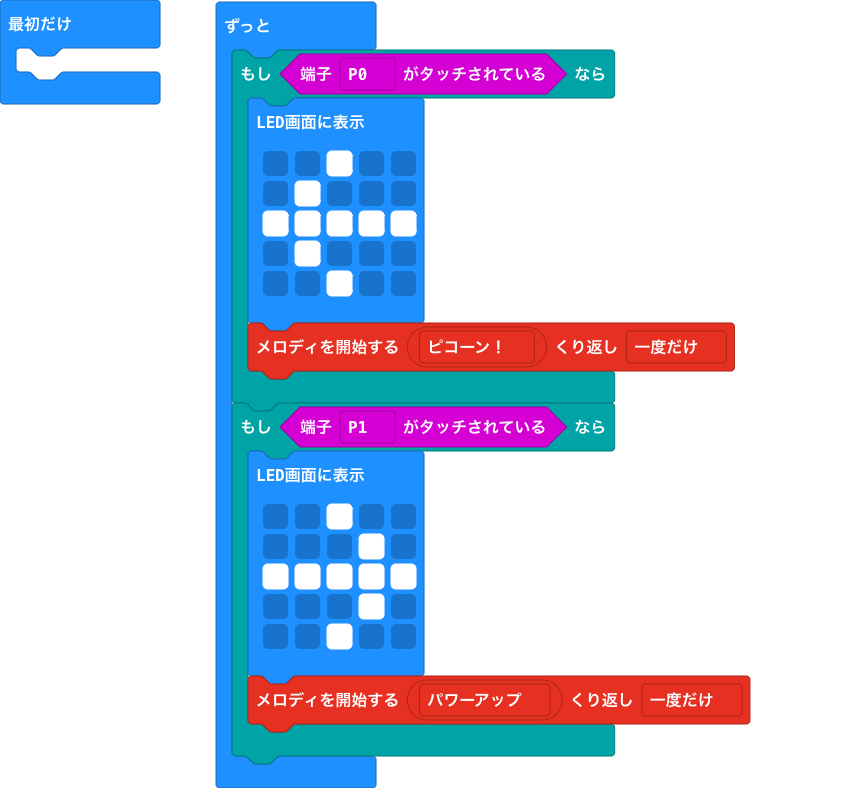 最初だけ
ずっと
もし 端子 P0 がタッチされている なら
LED画面に表示
メロディを開始する ピコーン！ くり返し 一度だけ
もし 端子 P1 がタッチされている なら
LED画面に表示
メロディを開始する パワーアップ くり返し 一度だけ